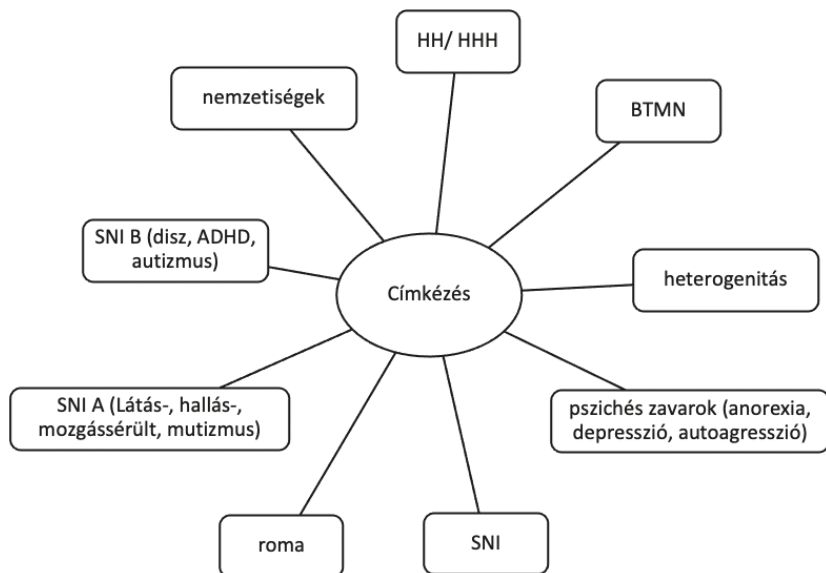 HH/ HHH
nemzetiségek
BTMN
SNI B (disz, ADHD,
autizmus)
Címkézés
heterogenitás
SNI A (Látás-, hallás-,
mozgássérült, mutizmus)
pszichés zavarok (anorexia,
depresszió, autoagresszió)
roma
SNI